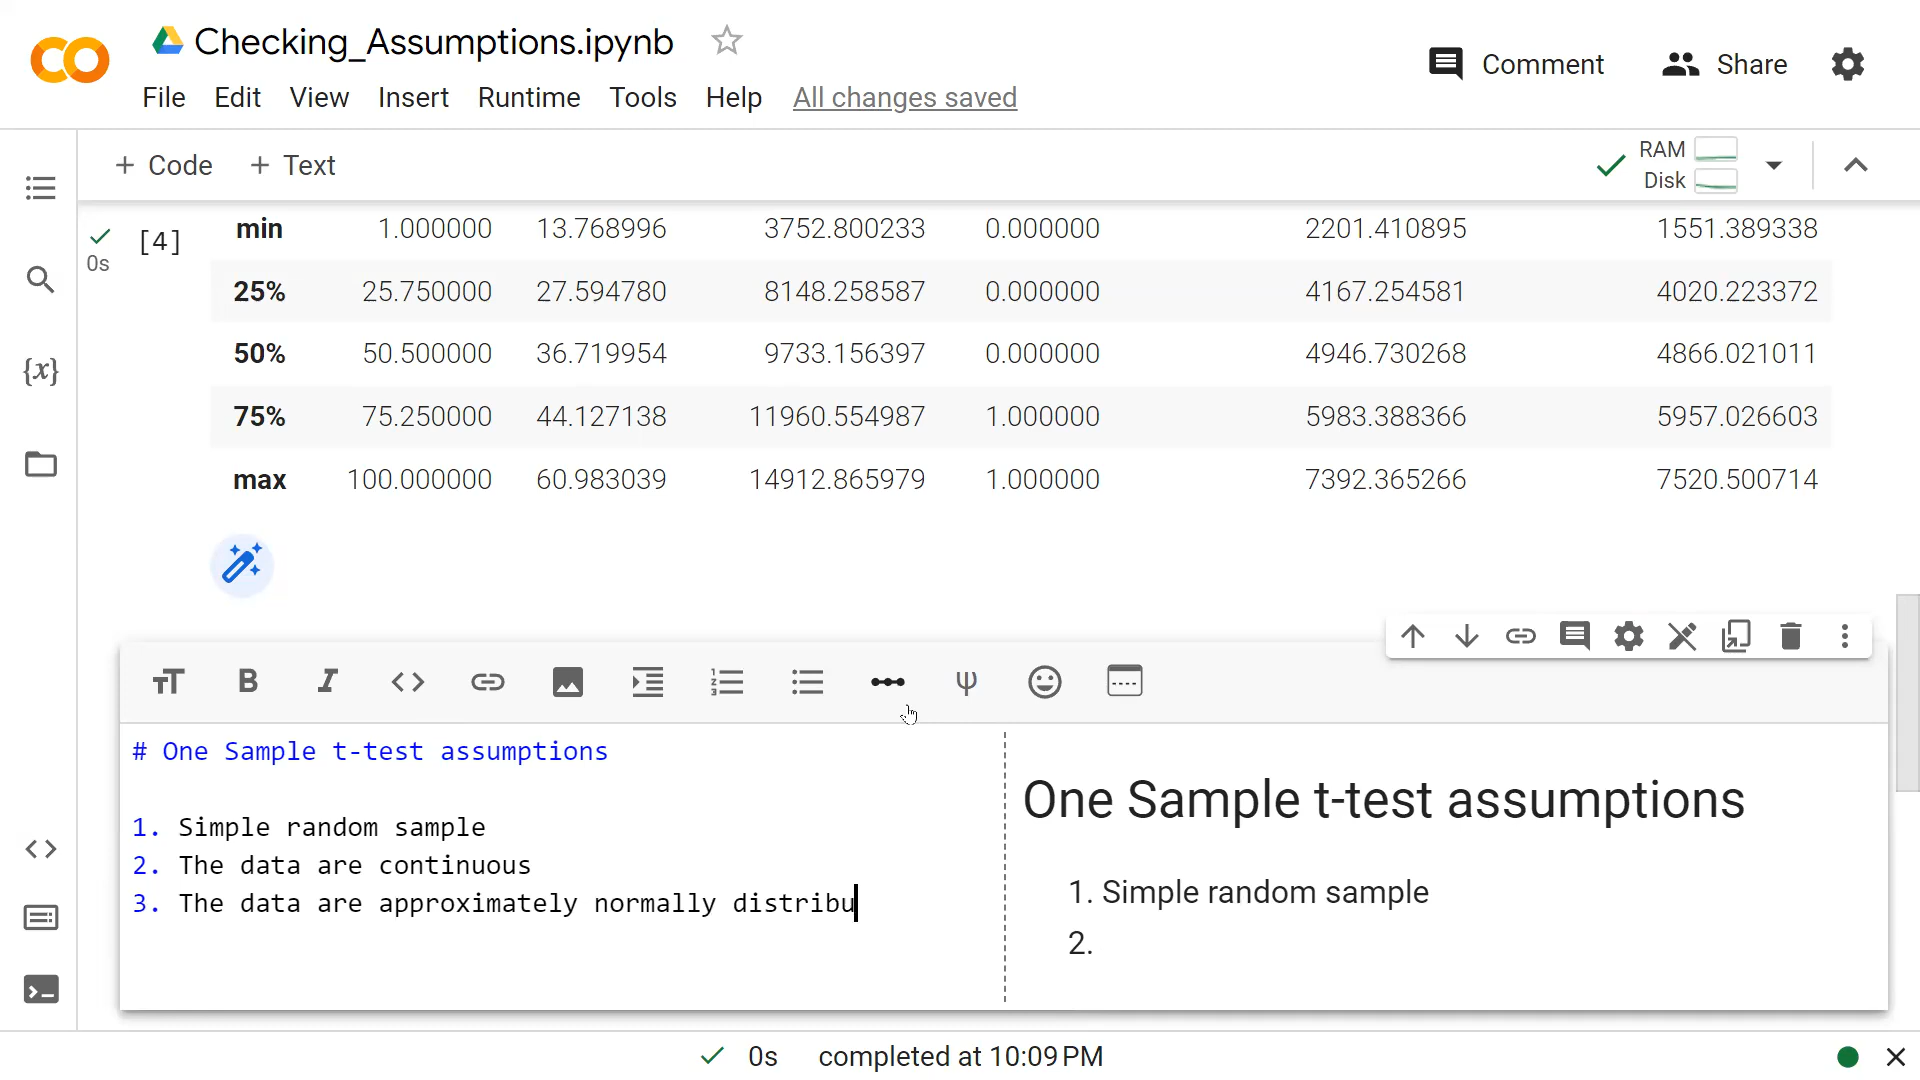 Checking_Assumptions.ipynb
Comment Share
File Edit View Insert Runtime Tools Help All changes saved
+ Code + Text
RAM
Disk
[4] min 1.000000 13.768996 3752.800233 0.000000 2201.410895 1551.389338
0s
25% 25.750000 27.594780 8148.258587 0.000000 4167.254581 4020.223372
50% 50.500000 36.719954 9733.156397 0.000000 4946.730268 4866.021011
75% 75.250000 44.127138 11960.554987 1.000000 5983.388366 5957.026603
max 100.000000 60.983039 14912.865979 1.000000 7392.365266 7520.500714
# One Sample t-test assumptions
1. Simple random sample
2. The data are continuous
3. The data are approximately normally distribu
One Sample t-test assumptions
1. Simple random sample
2.
0s completed at 10:09 PM